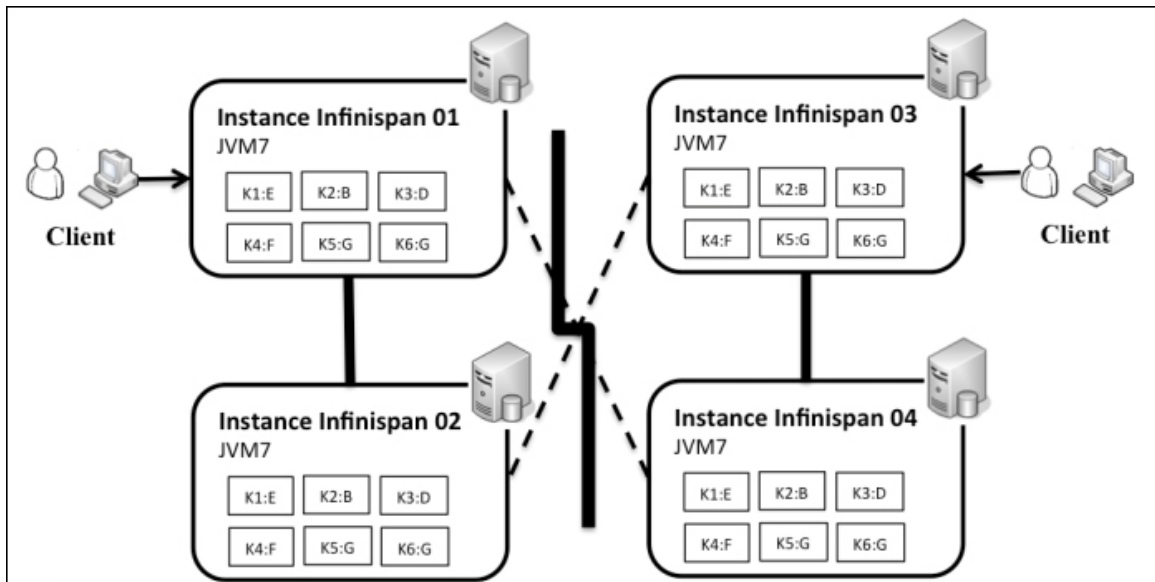 Instance Infinispan 01
JVM7
K1:E K2:B K3:D
K4:F K5:G K6:G
Client
Instance Infinispan 03
JVM7
K1:E K2:B K3:D
K4:F K5:G K6:G
Client
Instance Infinispan 02
JVM7
K1:E K2:B K3:D
K4:F K5:G K6:G
Instance Infinispan 04
JVM7
K1:E K2:B K3:D
K4:F K5:G K6:G